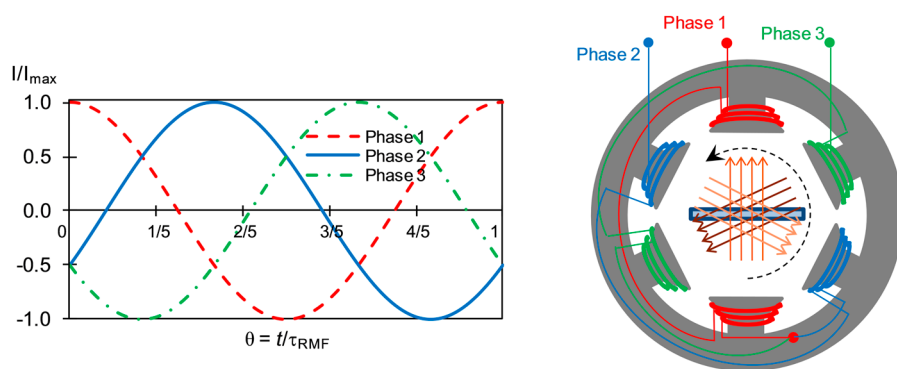 I/Imax
1.0
0.5
0.0
-0.5
-1.0
0
1/5
2/5
3/5
4/5
1
θ = t/τRMF
Phase 1
Phase 2
Phase 3
Phase 1
Phase 2
Phase 3